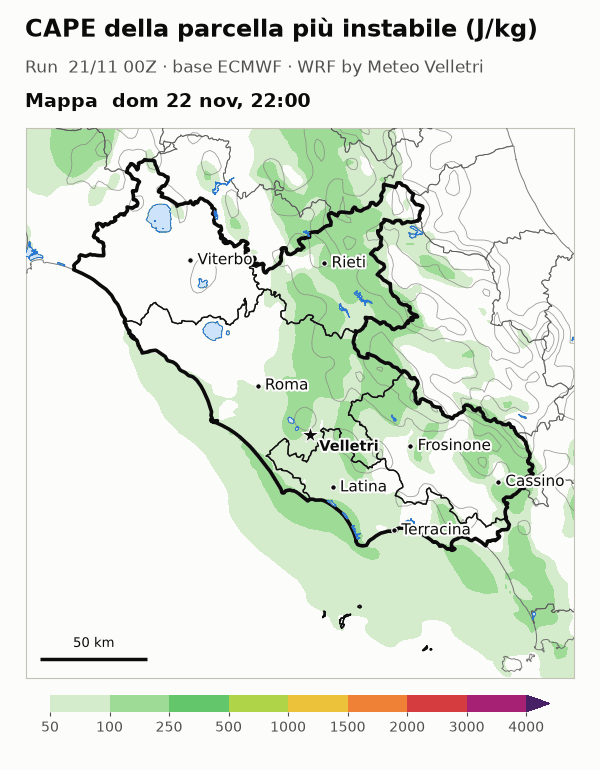 CAPE della parcella più instabile (J/kg)
Run  21/11 00Z · base ECMWF · WRF by Meteo Velletri
Mappa  dom 22 nov, 22:00
Viterbo
Rieti
Roma
Velletri
Frosinone
Latina
Cassino
Terracina
50 km
50 100 250 500 1000 1500 2000 3000 4000